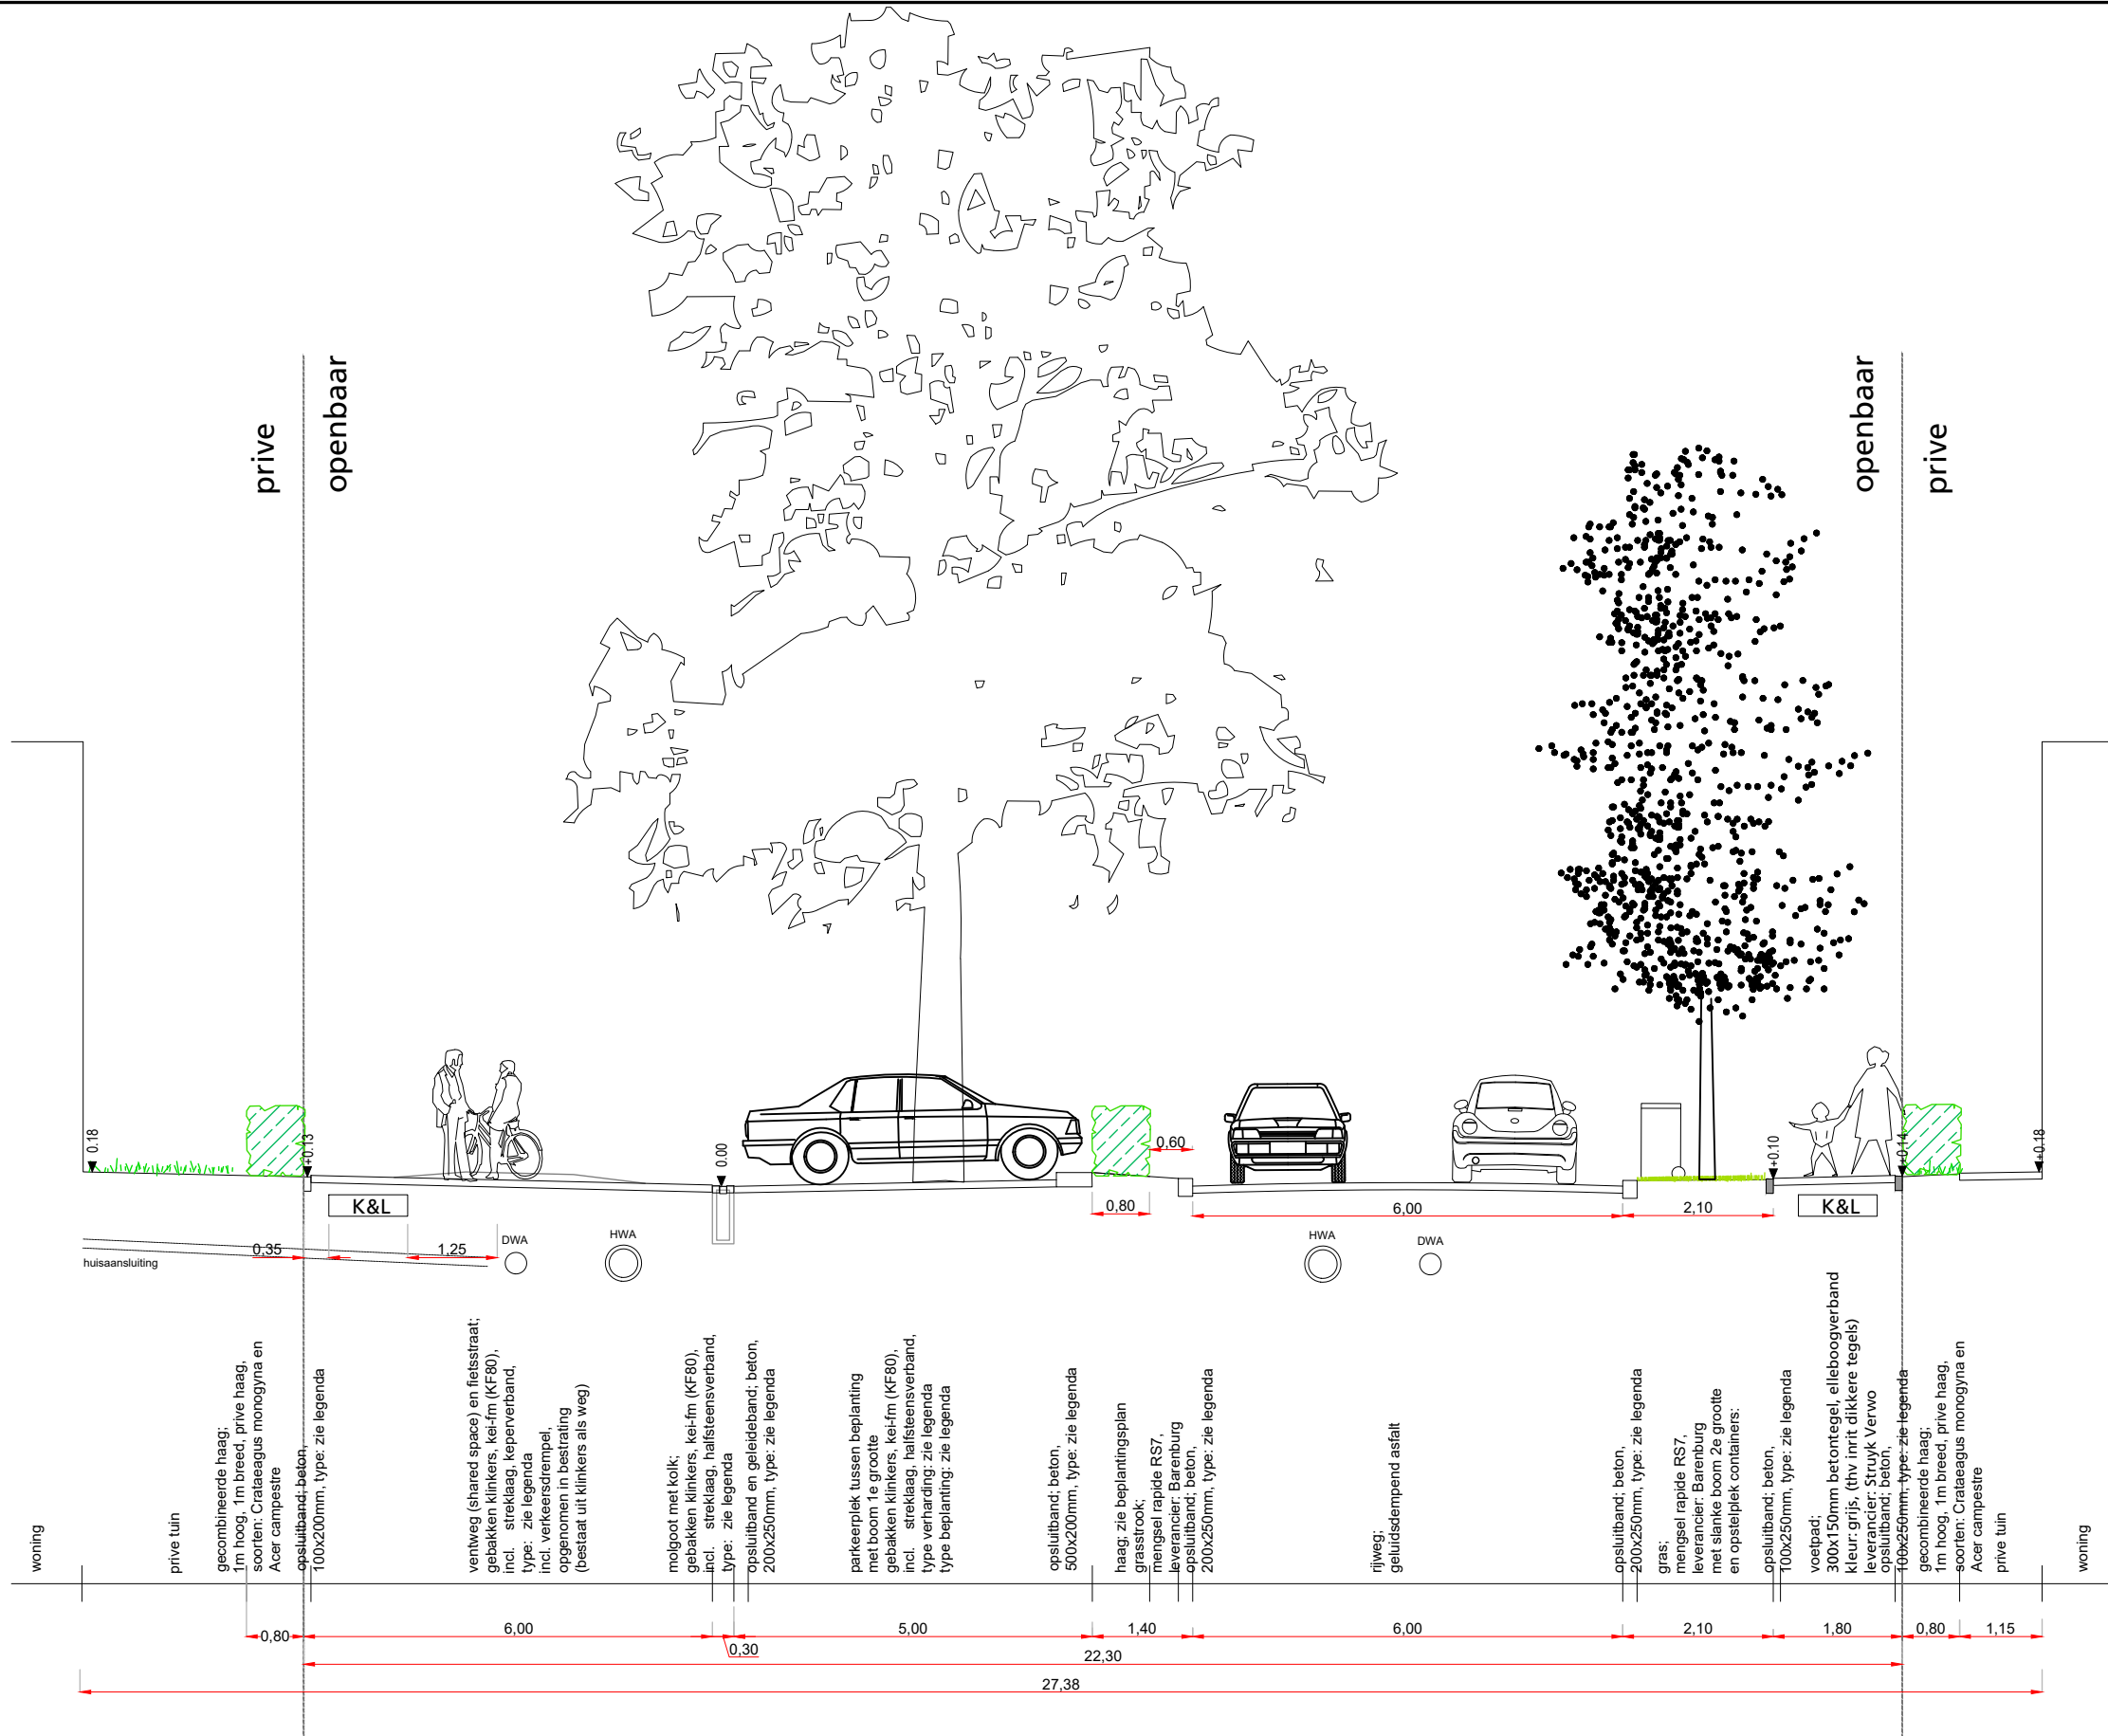 prive
openbaar
openbaar
prive
0.18
+0.13
0.00
0,60
+0.10
+0.14
+0.18
K&L
0,80
6,00
2,10
K&L
0,35
1,25
DWA
HWA
HWA
DWA
huisaansluiting
woning
prive tuin
gecombineerde haag;
1m hoog, 1m breed, prive haag,
soorten: Crataeagus monogyna en
Acer campestre
opsluitband; beton,
100x200mm, type: zie legenda
ventweg (shared space) en fietsstraat;
gebakken klinkers, kei-fm (KF80),
incl. streklaag, keperverband,
type: zie legenda
incl. verkeersdrempel,
opgenomen in bestrating
(bestaat uit klinkers als weg)
molgoot met kolk;
gebakken klinkers, kei-fm (KF80),
incl. streklaag, halfsteensverband,
type: zie legenda
opsluitband en geleideband; beton,
200x250mm, type: zie legenda
parkeerplek tussen beplanting
met boom 1e grootte
gebakken klinkers, kei-fm (KF80),
incl. streklaag, halfsteensverband,
type verharding: zie legenda
type beplanting: zie legenda
opsluitband; beton,
500x200mm, type: zie legenda
haag; zie beplantingsplan
grasstrook;
mengsel rapide RS7,
leverancier: Barenburg
opsluitband; beton,
200x250mm, type: zie legenda
rijweg;
geluidsdempend asfalt
opsluitband; beton,
200x250mm, type: zie legenda
gras;
mengsel rapide RS7,
leverancier: Barenburg
met slanke boom 2e grootte
en opstelplek containers:
opsluitband; beton,
100x250mm, type: zie legenda
voetpad;
300x150mm betontegel, elleboogverband
kleur: grijs, (thv inrit dikkere tegels)
leverancier: Struyk Verwo
opsluitband; beton,
100x250mm, type: zie legenda
gecombineerde haag;
1m hoog, 1m breed, prive haag,
soorten: Crataeagus monogyna en
Acer campestre
prive tuin
woning
0,80
6,00
0,30
5,00
1,40
6,00
2,10
1,80
0,80
1,15
22,30
27,38